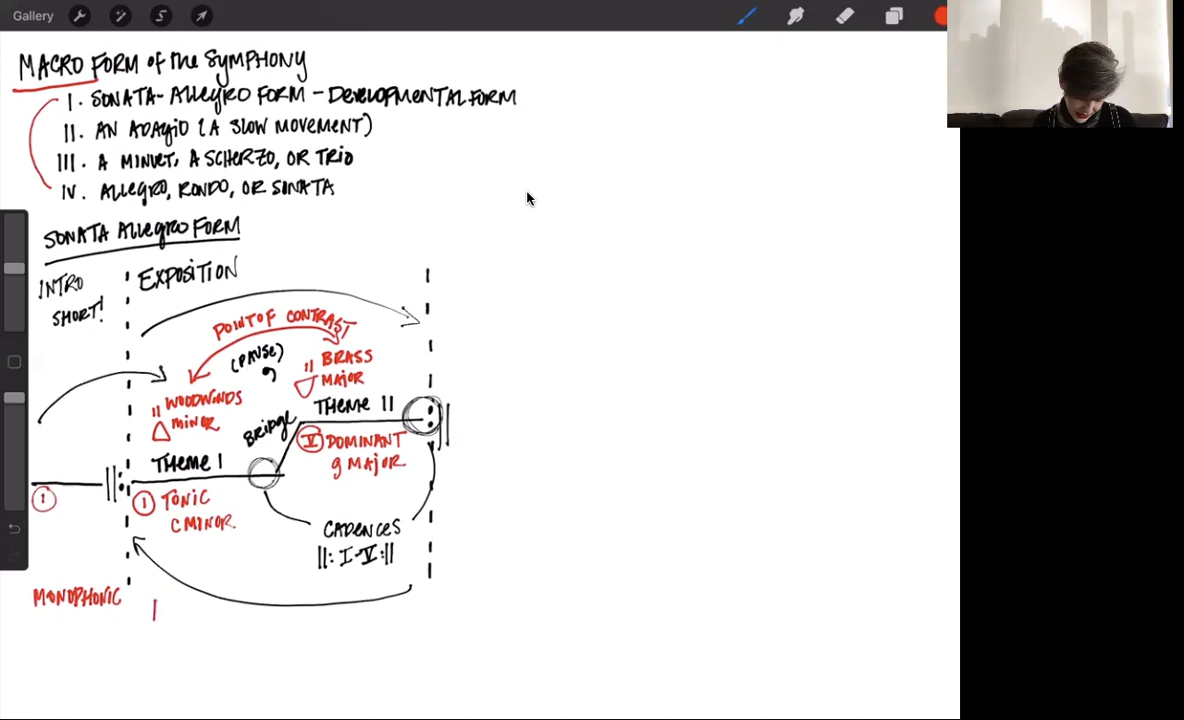 Gallery
MACRO FORM of the SYMPHONY
I. SONATA-Allegro FORM - DEVELOPMENTAL FORM
II. AN ADAGIO (A SLOW MOVEMENT)
III. A MINUET, A SCHERZO, OR TRIO
IV. Allegro, RONDO, OR SONATA
SONATA Allegro FORM
INTRO
SHORT!
EXPOSITION
POINT OF CONTRAST
(PAUSE)
BRASS
MAJOR
WOODWINDS
MINOR
THEME II
BRIDGE
V DOMINANT
g MAJOR
THEME I
I
I TONIC
C MINOR
CADENCES
||: I-V :||
MONOPHONIC